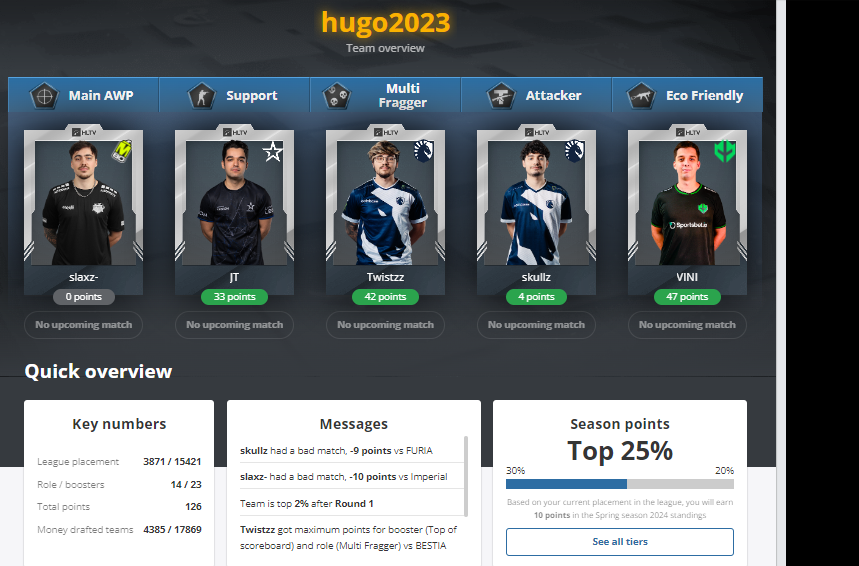 hugo2023
Team overview
Main AWP
Support
Multi
Fragger
Attacker
Eco Friendly
HLTV
HLTV
HLTV
HLTV
HLTV
Sportsbet.io
slaxz-
JT
Twistzz
skullz
VINI
0 points
33 points
42 points
4 points
47 points
No upcoming match
No upcoming match
No upcoming match
No upcoming match
No upcoming match
Quick overview
Key numbers
League placement 3871 / 15421
Role / boosters 14 / 23
Total points 126
Money drafted teams 4385 / 17869
Messages
skullz had a bad match, -9 points vs FURIA
slaxz- had a bad match, -10 points vs Imperial
Team is top 2% after Round 1
Twistzz got maximum points for booster (Top of
scoreboard) and role (Multi Fragger) vs BESTIA
Season points
Top 25%
30% 20%
Based on your current placement in the league, you will earn
10 points in the Spring season 2024 standings
See all tiers